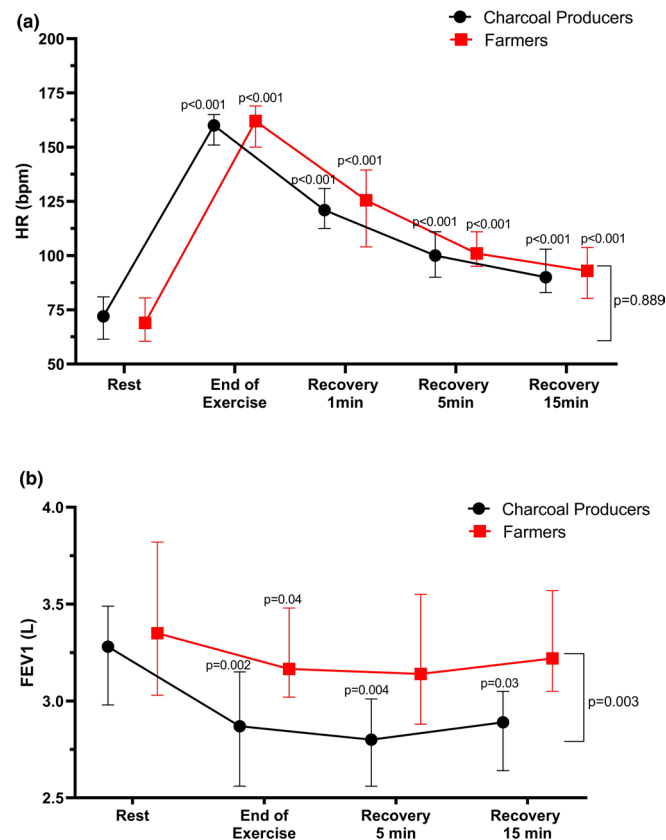 (a)
Charcoal Producers
Farmers
200
175
150
125
100
75
50
HR (bpm)
p<0.001
p<0.001
p<0.001
p<0.001
p<0.001
p<0.001
p<0.001
p<0.001
p=0.889
Rest
End of
Exercise
Recovery
1min
Recovery
5min
Recovery
15min
(b)
Charcoal Producers
Farmers
4.0
3.5
3.0
2.5
FEV1 (L)
p=0.002
p=0.04
p=0.004
p=0.03
p=0.003
Rest
End of
Exercise
Recovery
5 min
Recovery
15 min